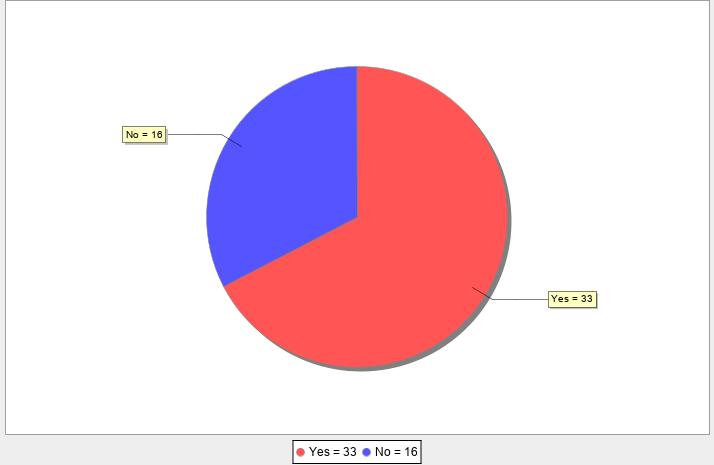 No = 16
Yes = 33
Yes = 33 No = 16